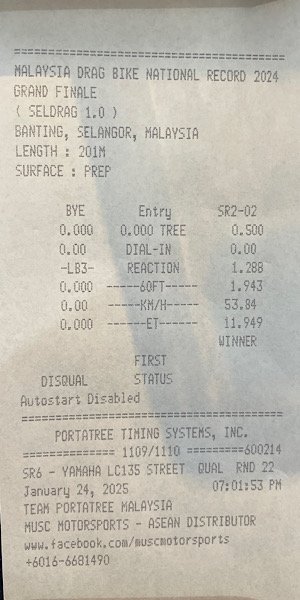 =====================================
MALAYSIA DRAG BIKE NATIONAL RECORD 2024
GRAND FINALE
( SELDRAG 1.0 )
BANTING, SELANGOR, MALAYSIA
LENGTH : 201M
SURFACE : PREP
BYE Entry SR2-02
0.000 0.000 TREE 0.500
0.00 DIAL-IN 0.00
-LB3- REACTION 1.288
0.000 ------60FT------ 1.943
0.00 ------KM/H------ 53.84
0.000 ------ET------ 11.949
WINNER
FIRST
DISQUAL STATUS
Autostart Disabled
=====================================
PORTATREE TIMING SYSTEMS, INC.
============== 1109/1110 =========600214
SR6 - YAMAHA LC135 STREET QUAL RND 22
January 24, 2025 07:01:53 PM
TEAM PORTATREE MALAYSIA
MUSC MOTORSPORTS - ASEAN DISTRIBUTOR
www.facebook.com/muscmotorsports
+6016-6681490